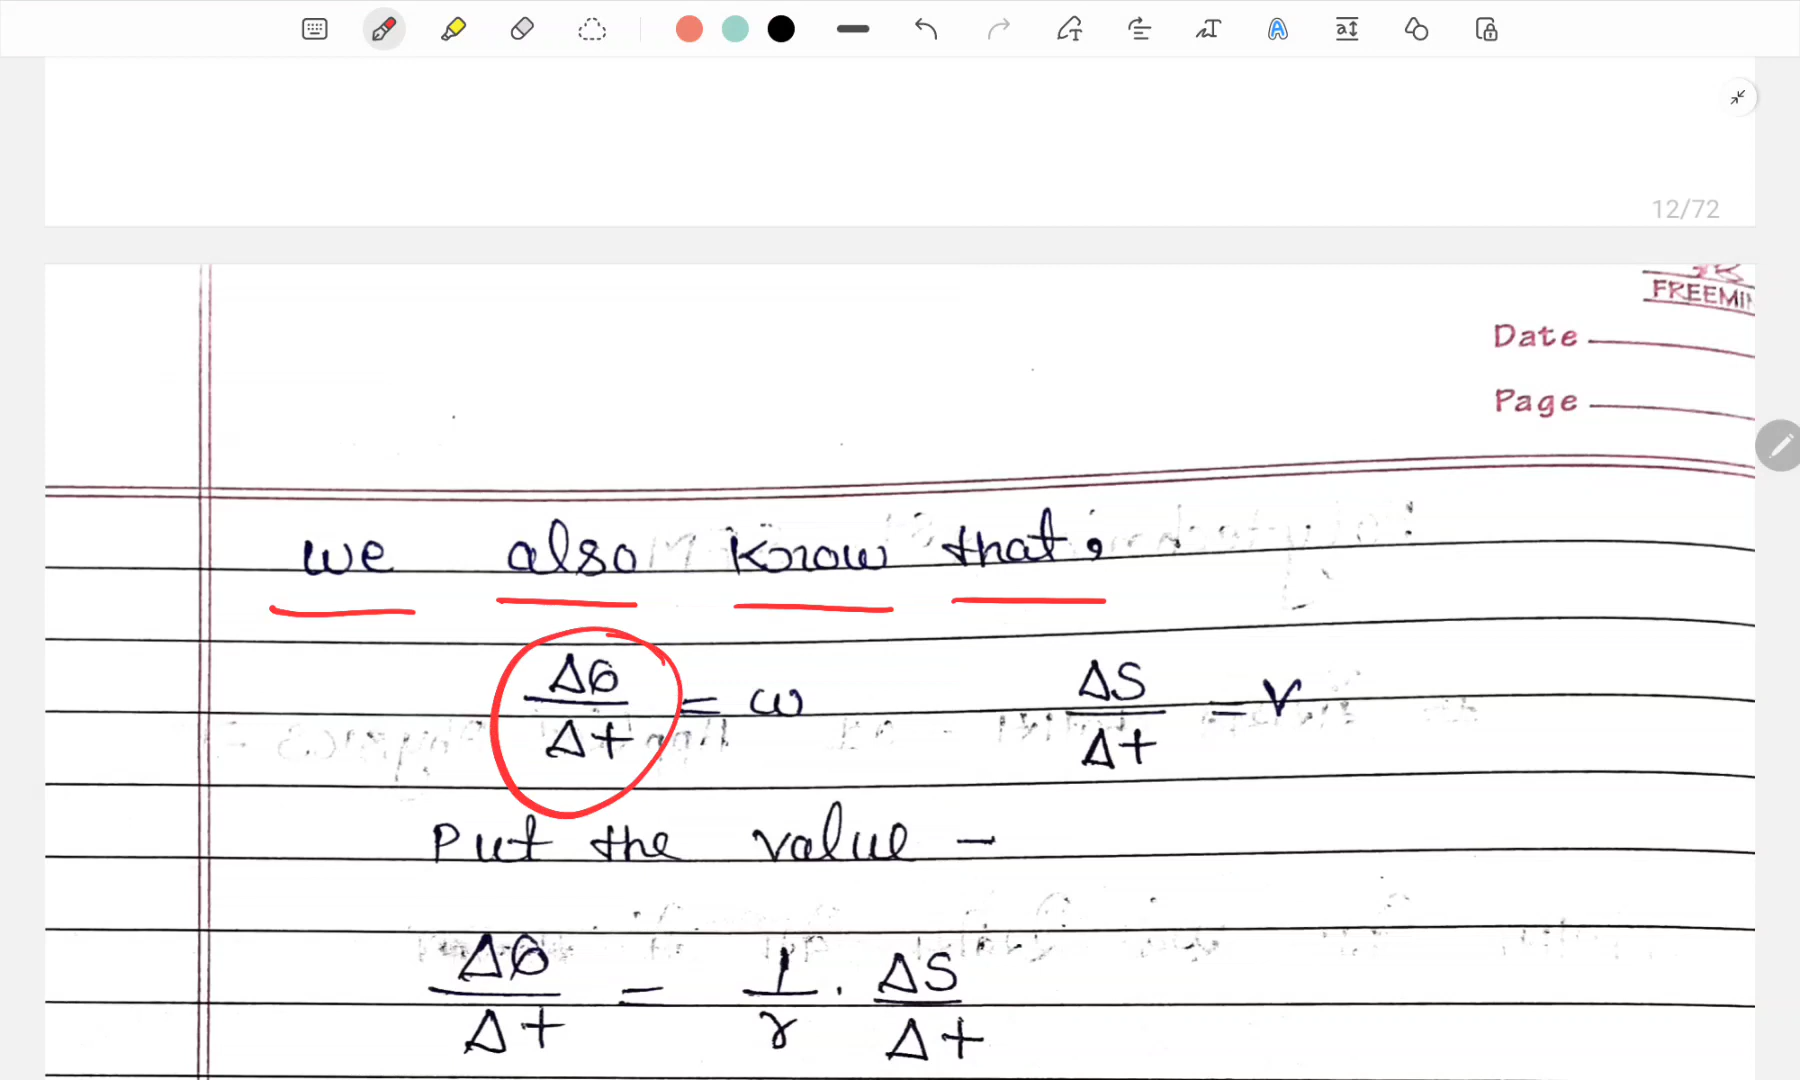 12/72
FREEMIN
Date
Page
we also know that,
Δθ/Δt = ω ΔS/Δt = v
Put the value –
Δθ/Δt = 1/r · ΔS/Δt